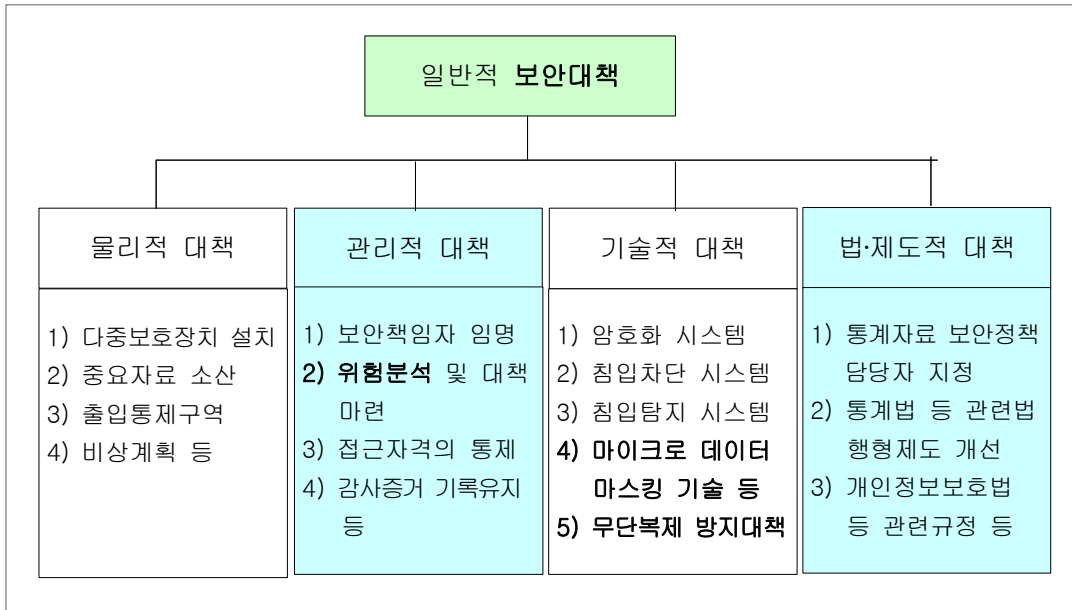 일반적 보안대책
물리적 대책
1) 다중보호장치 설치
2) 중요자료 소산
3) 출입통제구역
4) 비상계획 등
관리적 대책
1) 보안책임자 임명
2) 위험분석 및 대책
마련
3) 접근자격의 통제
4) 감사증거 기록유지
등
기술적 대책
1) 암호화 시스템
2) 침입차단 시스템
3) 침입탐지 시스템
4) 마이크로 데이터
마스킹 기술 등
5) 무단복제 방지대책
법·제도적 대책
1) 통계자료 보안정책
담당자 지정
2) 통계법 등 관련법
행형제도 개선
3) 개인정보보호법
등 관련규정 등